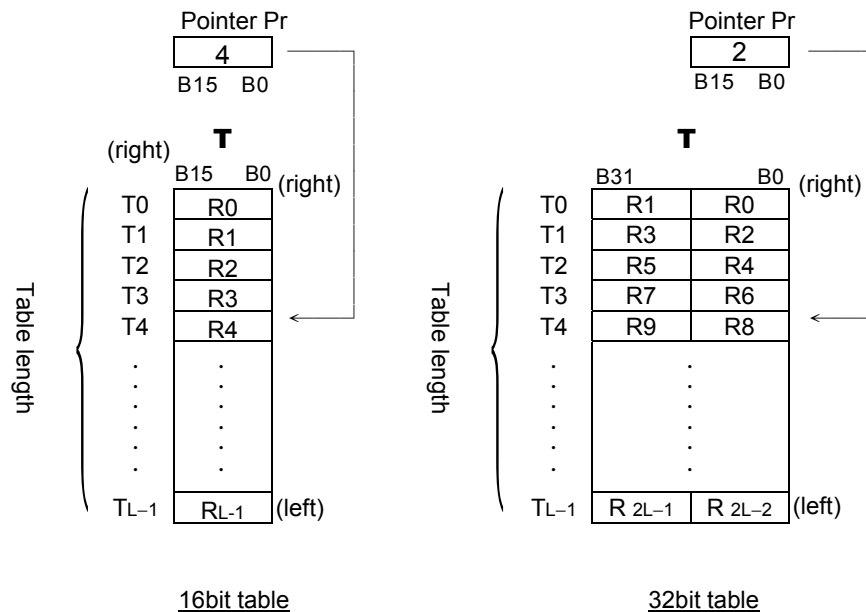 Pointer Pr
4
B15 B0
T
(right)
B15 B0 (right)
T0 R0
T1 R1
T2 R2
T3 R3
T4 R4
TL–1 RL-1 (left)
Table length
16bit table
Pointer Pr
2
B15 B0
T
B31 B0 (right)
T0 R1 R0
T1 R3 R2
T2 R5 R4
T3 R7 R6
T4 R9 R8
TL–1 R 2L–1 R 2L–2 (left)
Table length
32bit table